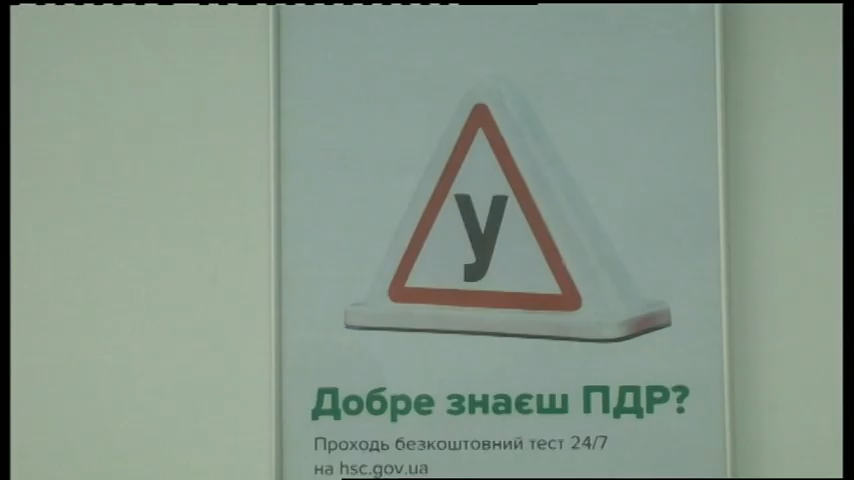 У
Добре знаєш ПДР?
Проходь безкоштовний тест 24/7
на hsc.gov.ua